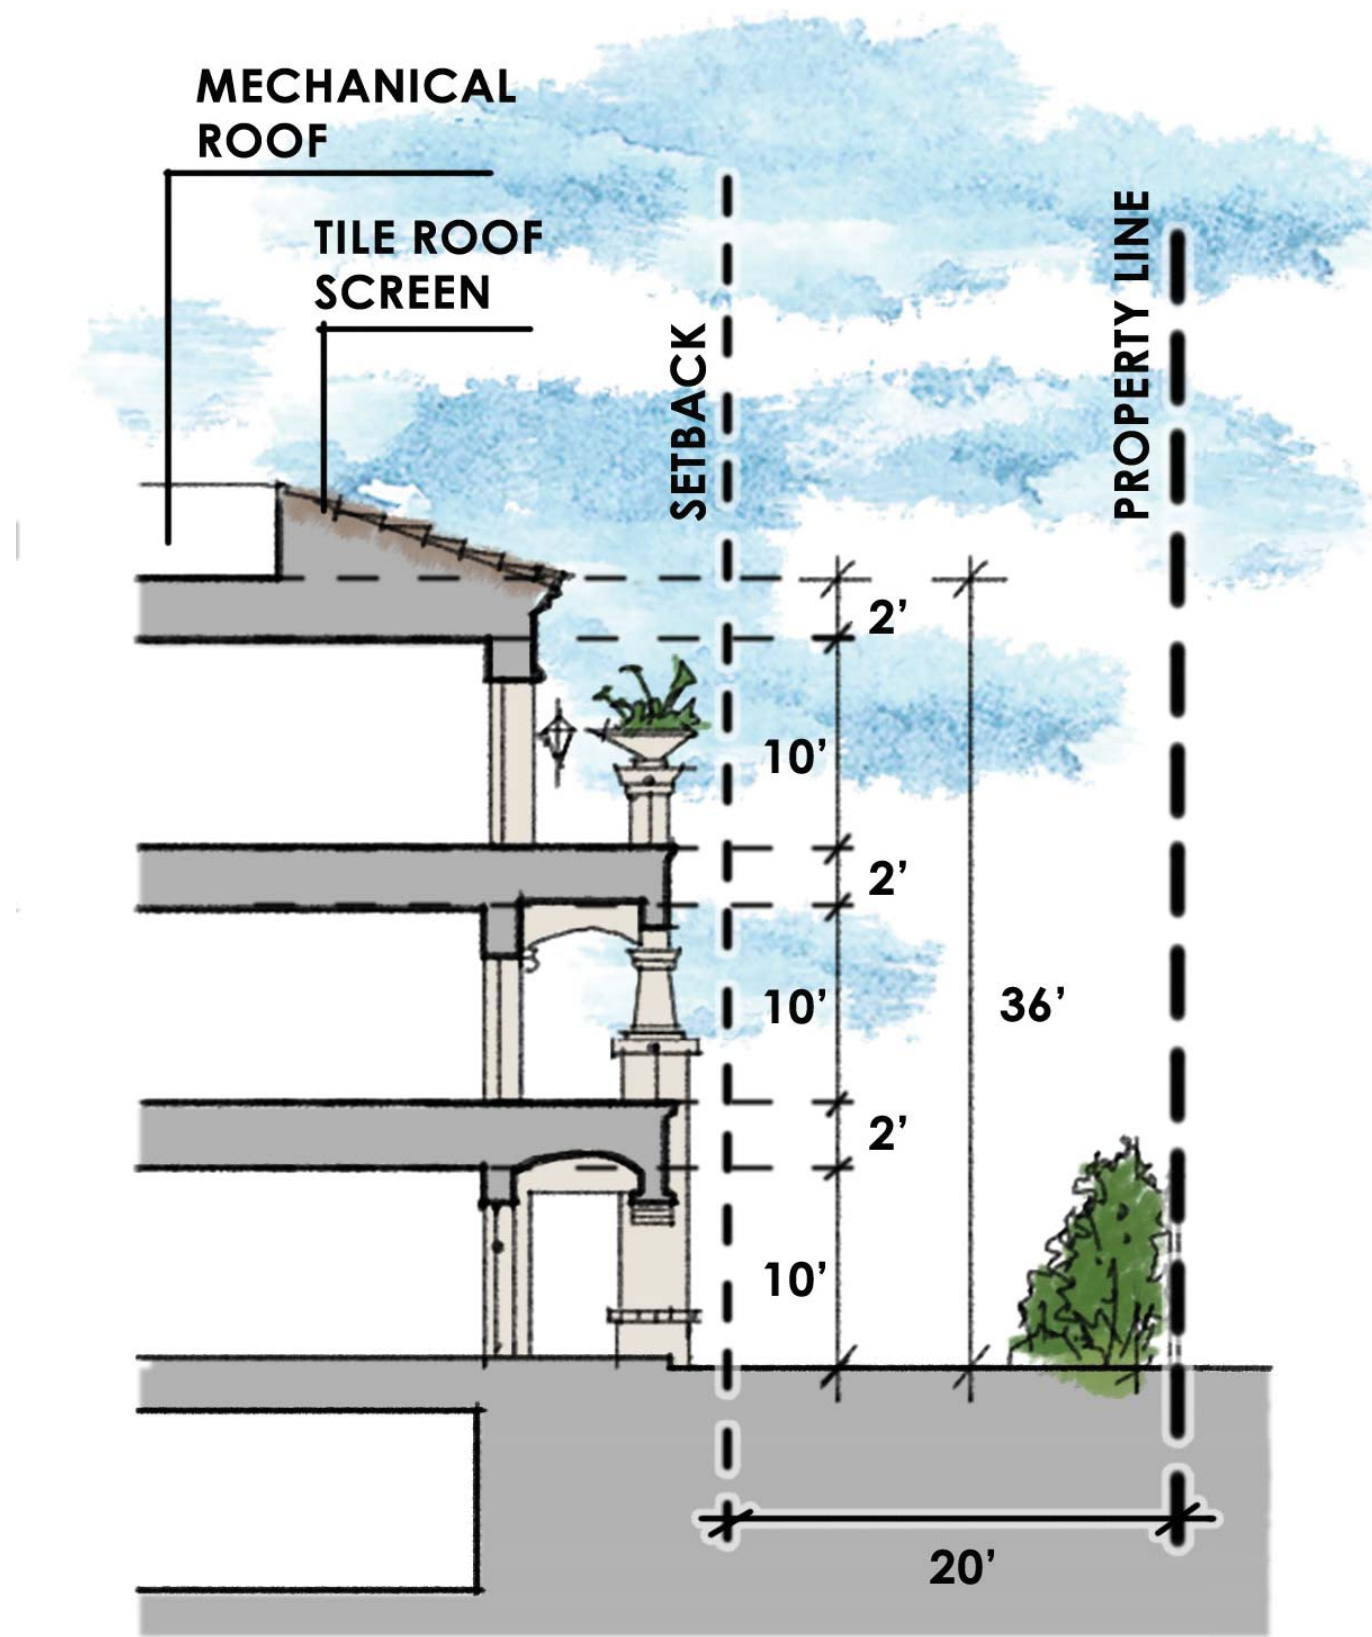 MECHANICAL
ROOF
TILE ROOF
SCREEN
SETBACK
PROPERTY LINE
2’
10’
2’
10’
36’
2’
10’
20’